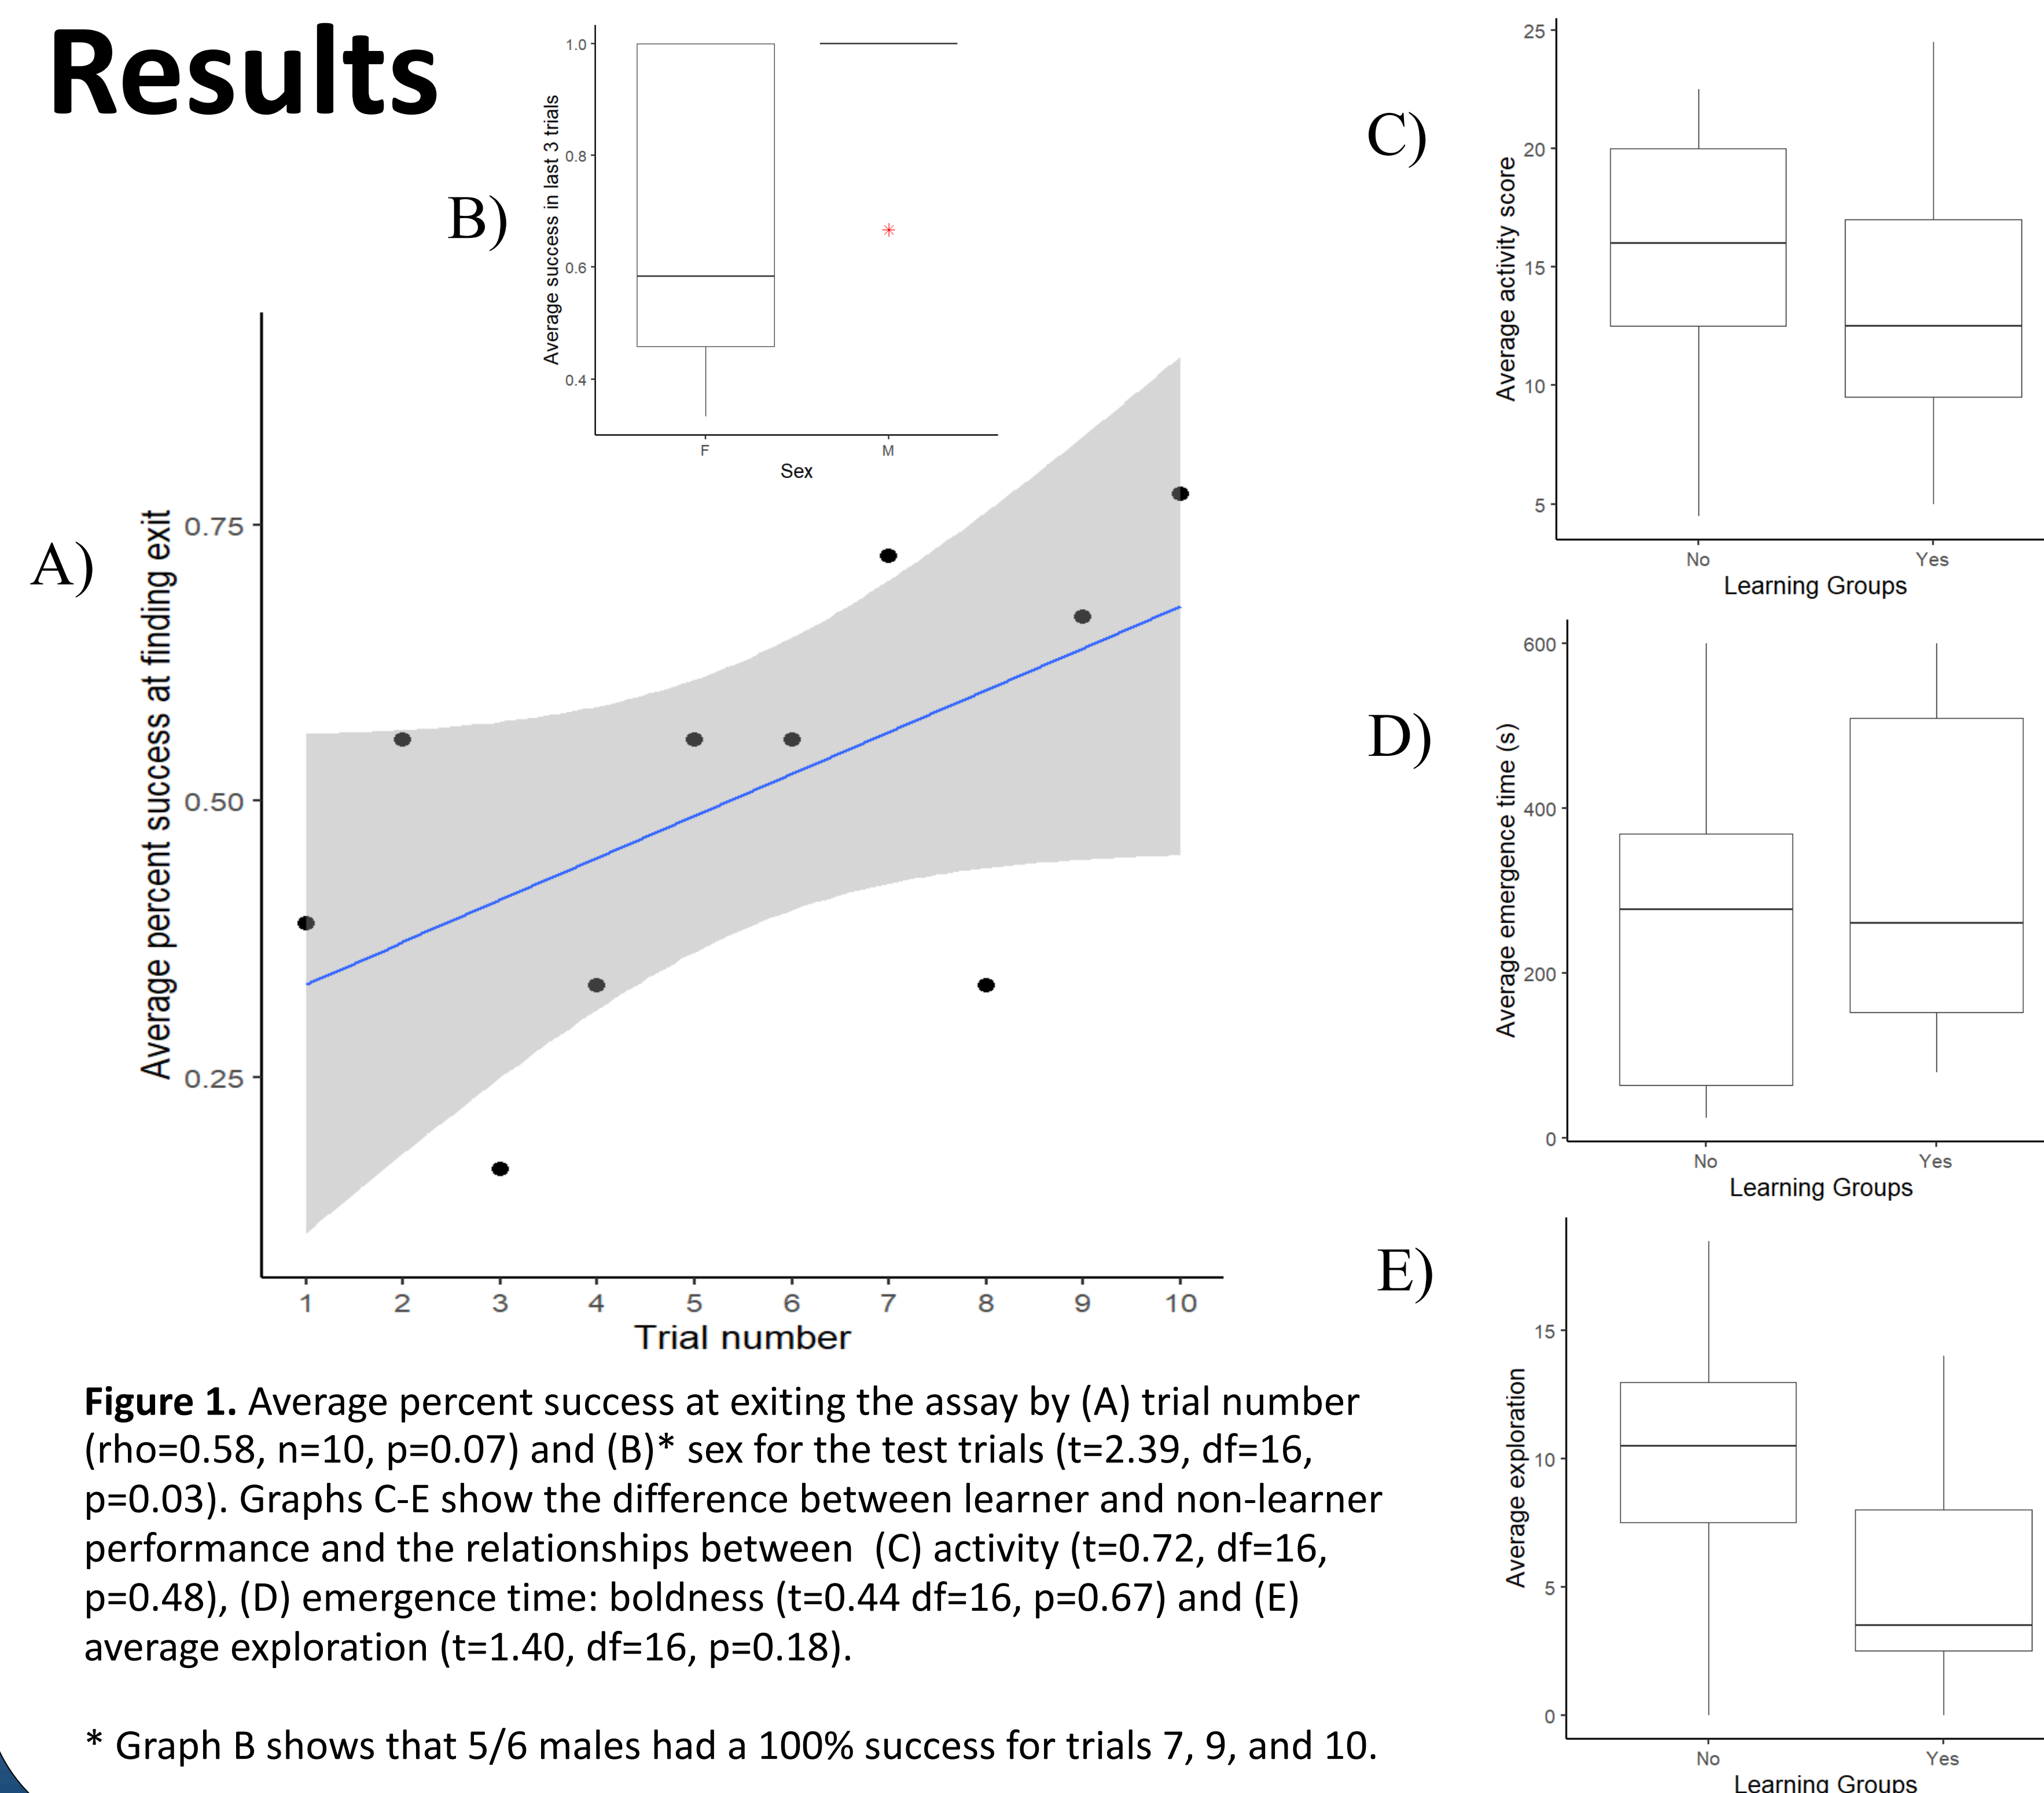 Results
B)
Average success in last 3 trials
1.0
0.8
0.6
0.4
F
M
Sex
A)
Average percent success at finding exit
0.75
0.50
0.25
1 2 3 4 5 6 7 8 9 10
Trial number
C)
Average activity score
25
20
15
10
5
No
Yes
Learning Groups
D)
Average emergence time (s)
600
400
200
0
No
Yes
Learning Groups
E)
Average exploration
15
10
5
0
No
Yes
Learning Groups
Figure 1. Average percent success at exiting the assay by (A) trial number
(rho=0.58, n=10, p=0.07) and (B)* sex for the test trials (t=2.39, df=16,
p=0.03). Graphs C-E show the difference between learner and non-learner
performance and the relationships between (C) activity (t=0.72, df=16,
p=0.48), (D) emergence time: boldness (t=0.44 df=16, p=0.67) and (E)
average exploration (t=1.40, df=16, p=0.18).
* Graph B shows that 5/6 males had a 100% success for trials 7, 9, and 10.